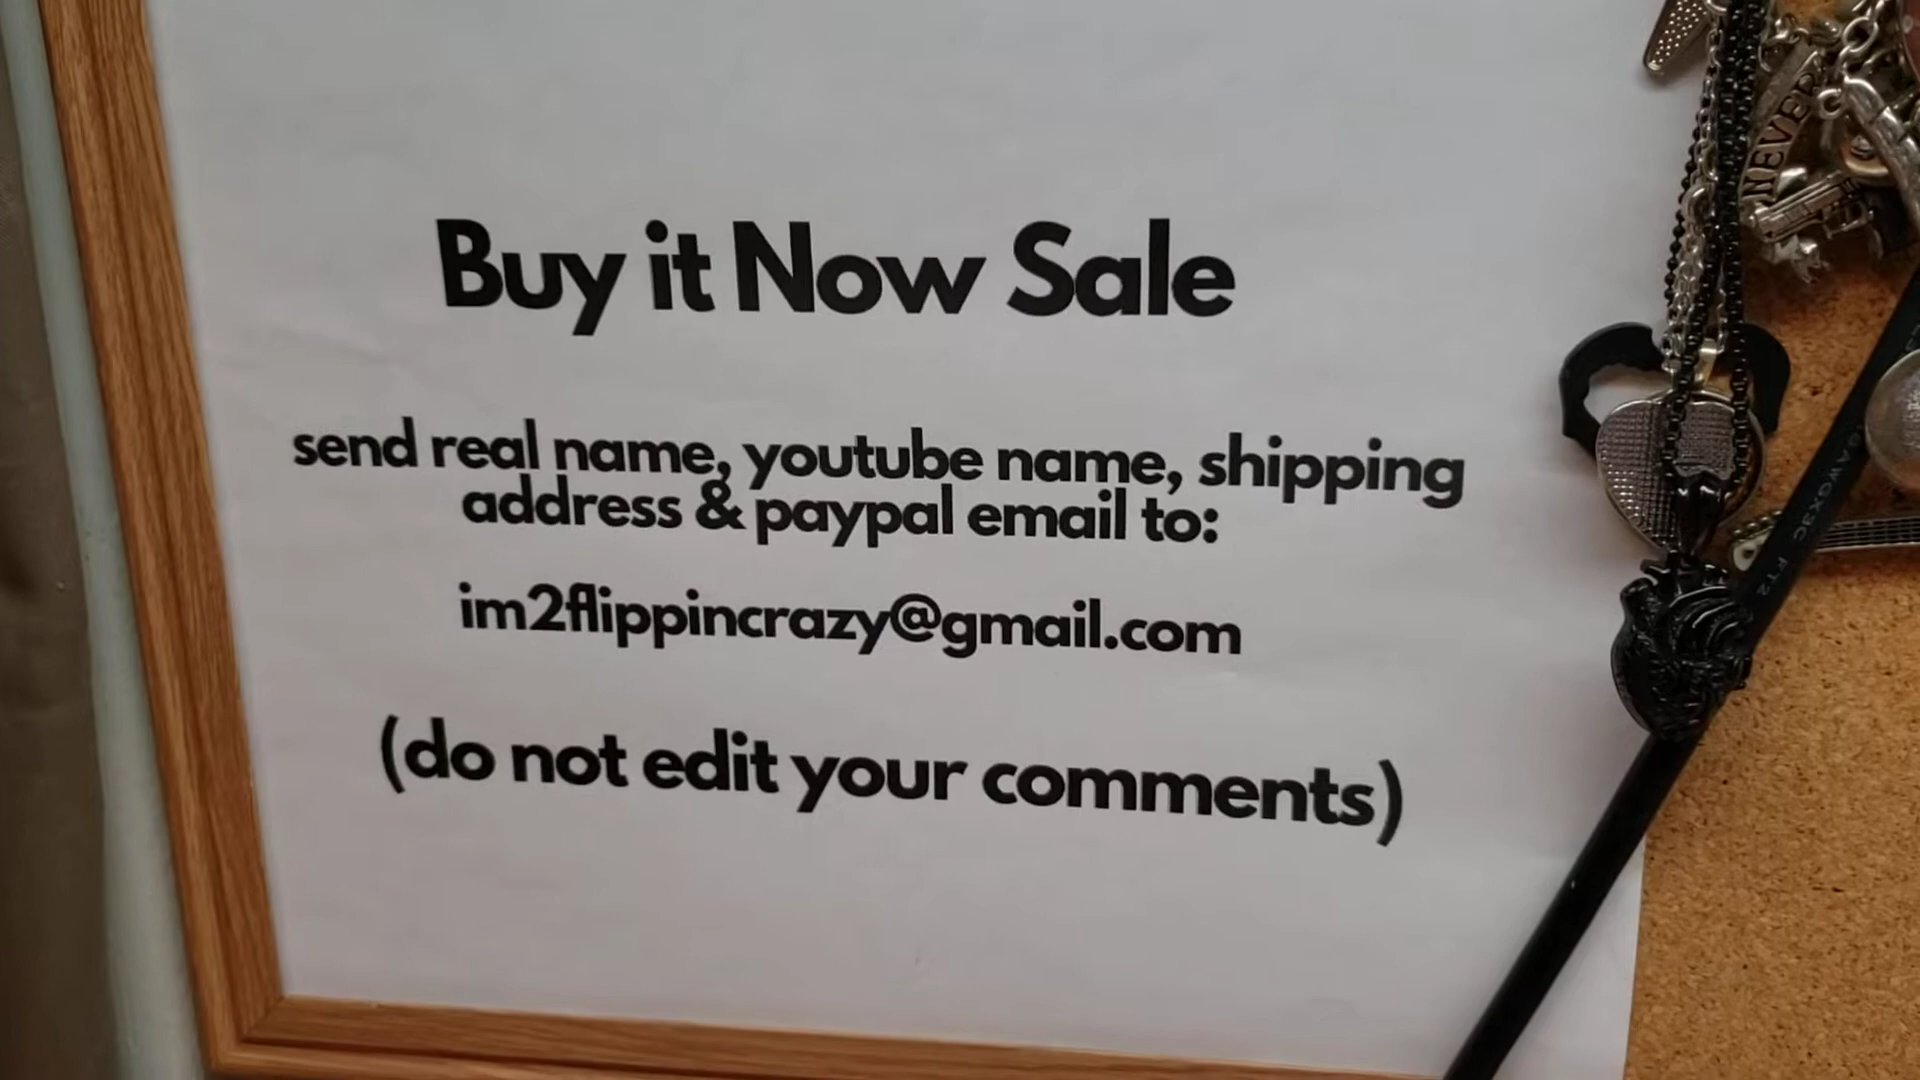 Buy it Now Sale
send real name, youtube name, shipping
address & paypal email to:
im2flippincrazy@gmail.com
(do not edit your comments)
NEVER